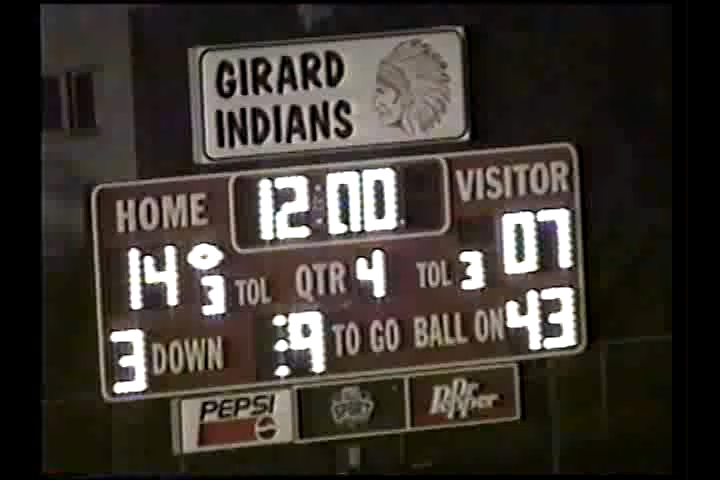 GIRARD
INDIANS
HOME 12:00 VISITOR
14 3 TOL QTR 4 TOL 3 07
3 DOWN :9 TO GO BALL ON 43
PEPSI SPORT Dr Pepper